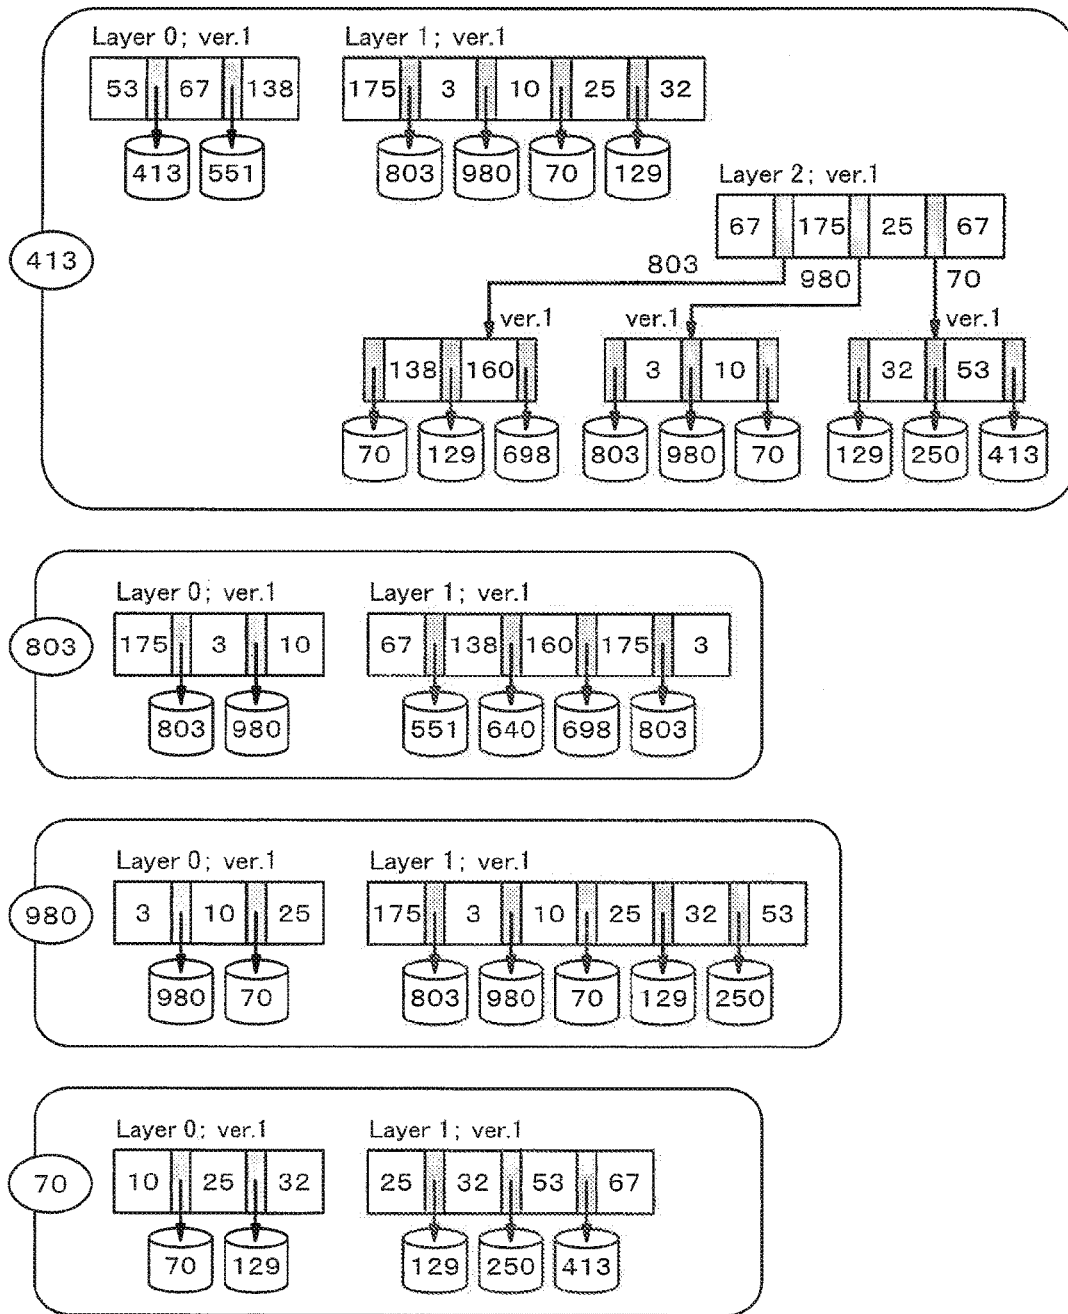 Layer 0; ver.1 Layer 1; ver.1
53 67 138 175 3 10 25 32
413 551 803 980 70 129
Layer 2; ver.1
67 175 25 67
413
803 980 70
ver.1 ver.1 ver.1
138 160 3 10 32 53
70 129 698 803 980 70 129 250 413
Layer 0; ver.1 Layer 1; ver.1
803 175 3 10 67 138 160 175 3
803 980 551 640 698 803
Layer 0; ver.1 Layer 1; ver.1
980 3 10 25 175 3 10 25 32 53
980 70 803 980 70 129 250
Layer 0; ver.1 Layer 1; ver.1
70 10 25 32 25 32 53 67
70 129 129 250 413